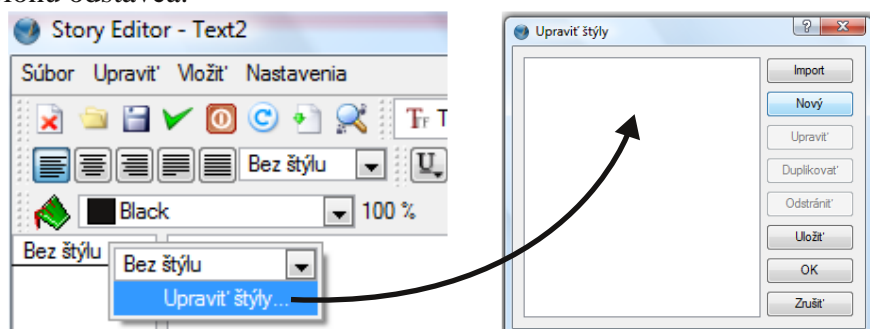 Story Editor - Text2
Súbor Upraviť Vložiť Nastavenia
T
Bez štýlu
U
Black
100 %
Bez štýlu
Bez štýlu
Upraviť štýly...
Upraviť štýly
Import
Nový
Upraviť
Duplikovať
Odstrániť
Uložiť
OK
Zrušiť